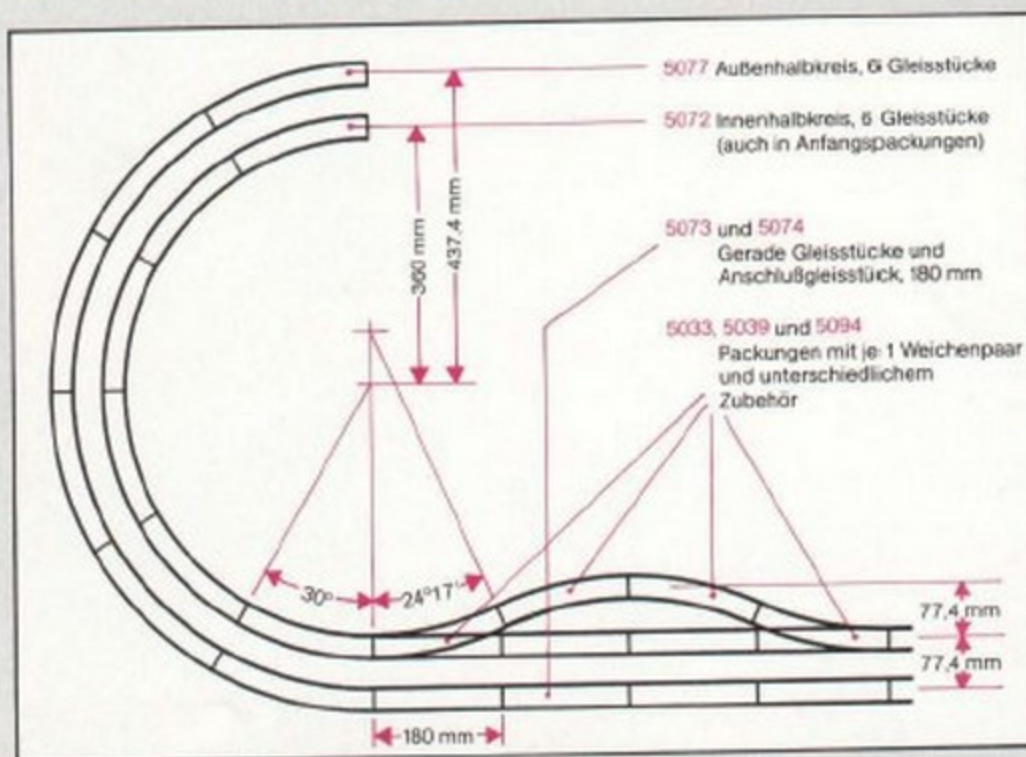 5077 Außenhalbkreis, 6 Gleisstücke
5072 Innenhalbkreis, 6 Gleisstücke
(auch in Anfangspackungen)
360 mm
437,4 mm
5073 und 5074
Gerade Gleisstücke und
Anschlußgleisstück, 180 mm
5033, 5039 und 5094
Packungen mit je 1 Weichenpaar
und unterschiedlichem
Zubehör
30°
24°17'
77,4 mm
77,4 mm
180 mm